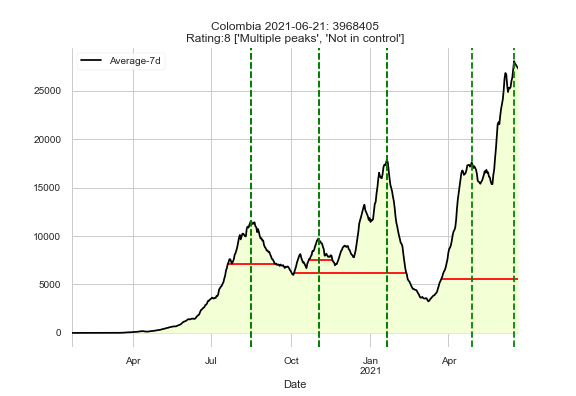 Colombia 2021-06-21: 3968405
Rating:8 ['Multiple peaks', 'Not in control']
Average-7d
25000
20000
15000
10000
5000
0
Apr
Jul
Oct
Jan
2021
Apr
Date